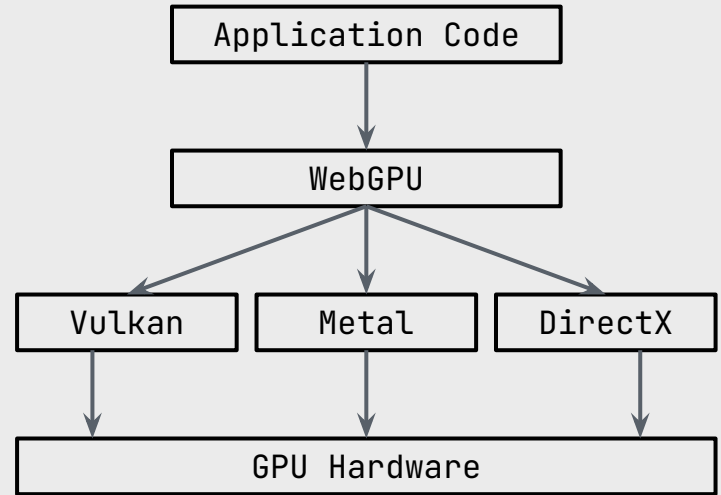 Application Code
WebGPU
Vulkan
Metal
DirectX
GPU Hardware